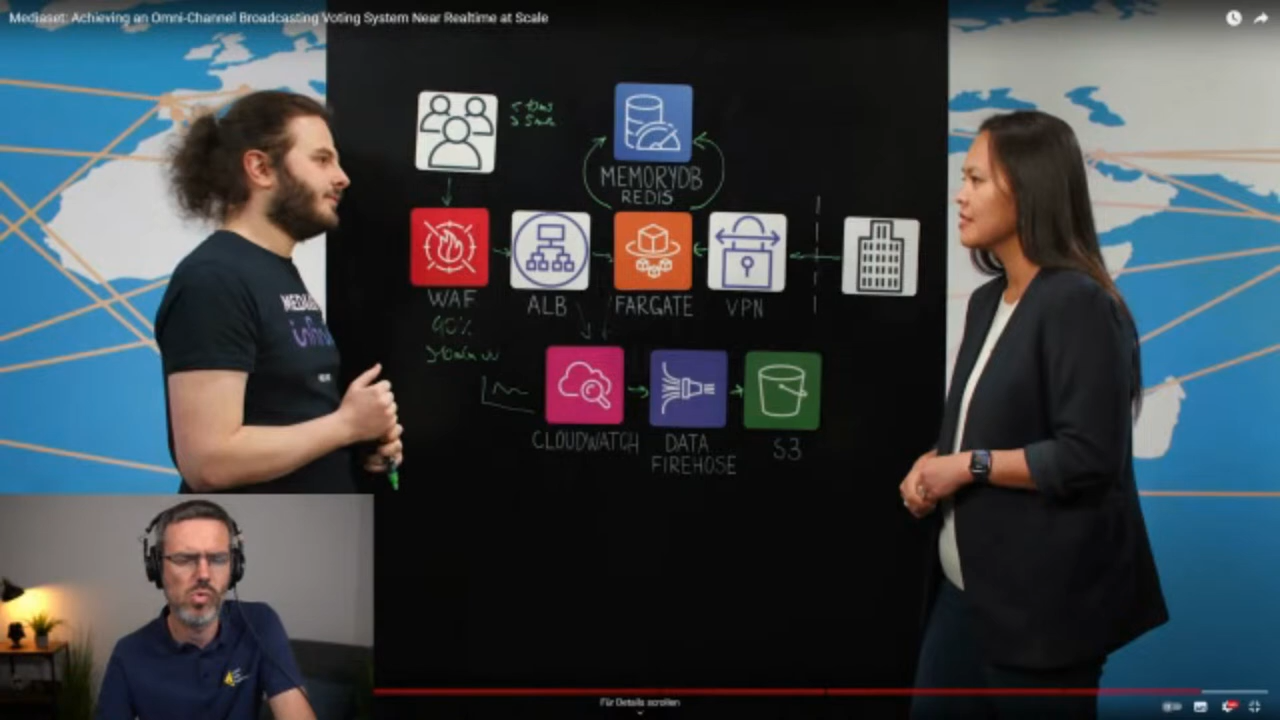 Mediaset: Achieving an Omni-Channel Broadcasting Voting System Near Realtime at Scale
MEMORYDB
REDIS
WAF
ALB
FARGATE
VPN
90%
CLOUDWATCH
DATA
FIREHOSE
S3
Für Details scrollen